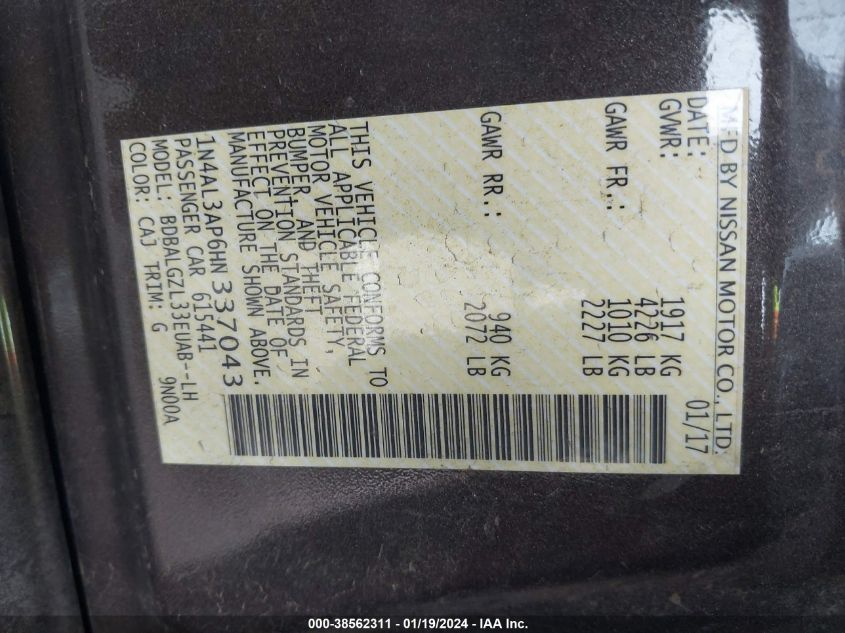 MFD BY NISSAN MOTOR CO., LTD.
DATE: 01/17
GVWR: 1917 KG
4226 LB
GAWR FR.: 1010 KG
2227 LB
GAWR RR.: 940 KG
2072 LB
THIS VEHICLE CONFORMS TO
ALL APPLICABLE FEDERAL
MOTOR VEHICLE SAFETY,
BUMPER, AND THEFT
PREVENTION STANDARDS IN
EFFECT ON THE DATE OF
MANUFACTURE SHOWN ABOVE.
1N4AL3AP6HN337043
PASSENGER CAR 615441
MODEL: BDBALGZL33EUAB--LH
COLOR: CAJ TRIM: G 9N00A
000-38562311 - 01/19/2024 - IAA Inc.